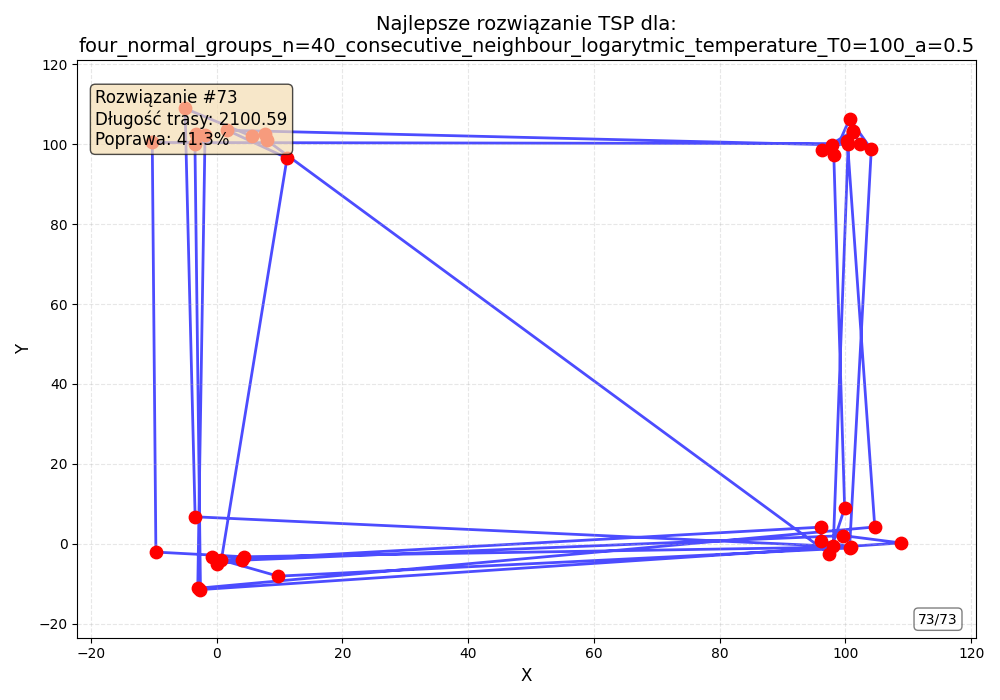 Najlepsze rozwiązanie TSP dla:
four_normal_groups_n=40_consecutive_neighbour_logarytmic_temperature_T0=100_a=0.5
Rozwiązanie #73
Długość trasy: 2100.59
Poprawa: 41.3%
120
100
80
60
40
20
0
−20
Y
73/73
−20
0
20
40
60
80
100
120
X